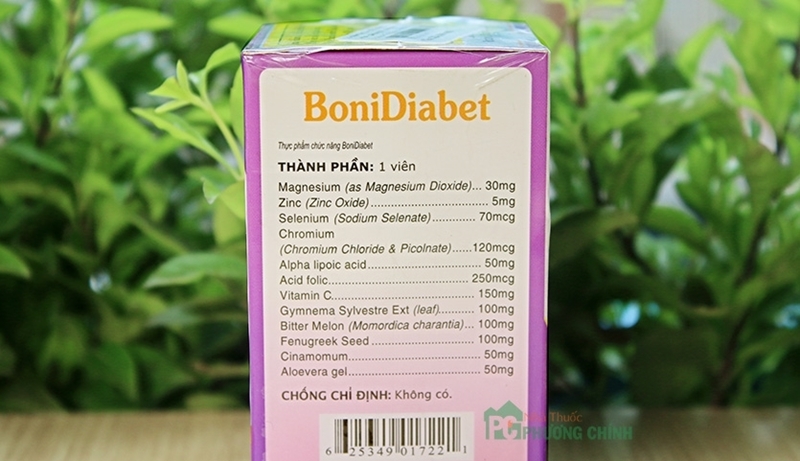 BoniDiabet
Thực phẩm chức năng BoniDiabet
THÀNH PHẦN: 1 viên
Magnesium (as Magnesium Dioxide)... 30mg
Zinc (Zinc Oxide)................................ 5mg
Selenium (Sodium Selenate)............... 70mcg
Chromium
(Chromium Chloride & Picolnate).....120mcg
Alpha lipoic acid................................ 50mg
Acid folic........................................250mcg
Vitamin C........................................ 150mg
Gymnema Sylvestre Ext (leaf)........... 100mg
Bitter Melon (Momordica charantia)... 100mg
Fenugreek Seed................................ 100mg
Cinamomum................................... 50mg
Aloevera gel..................................... 50mg
CHỐNG CHỈ ĐỊNH: Không có.
6 25349 01722 1
PC Nhà Thuốc
PHƯƠNG CHÍNH